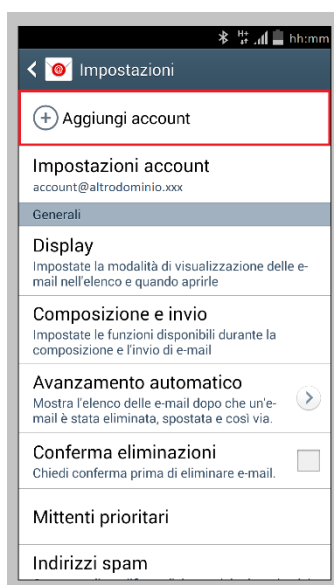 H+ hh:mm
Impostazioni
Aggiungi account
Impostazioni account
account@altrodominio.xxx
Generali
Display
Impostate la modalità di visualizzazione delle e-
mail nell'elenco e quando aprirle
Composizione e invio
Impostate le funzioni disponibili durante la
composizione e l'invio di e-mail
Avanzamento automatico
Mostra l'elenco delle e-mail dopo che un'e-
mail è stata eliminata, spostata e così via.
Conferma eliminazioni
Chiedi conferma prima di eliminare e-mail.
Mittenti prioritari
Indirizzi spam